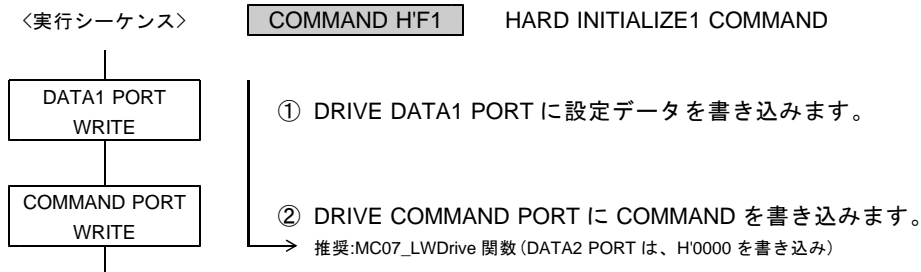 〈実行シーケンス〉 COMMAND H'F1 HARD INITIALIZE1 COMMAND
DATA1 PORT
WRITE
① DRIVE DATA1 PORT に設定データを書き込みます。
COMMAND PORT
WRITE
② DRIVE COMMAND PORT に COMMAND を書き込みます。
推奨:MC07_LWDrive 関数(DATA2 PORT は、H'0000 を書き込み)